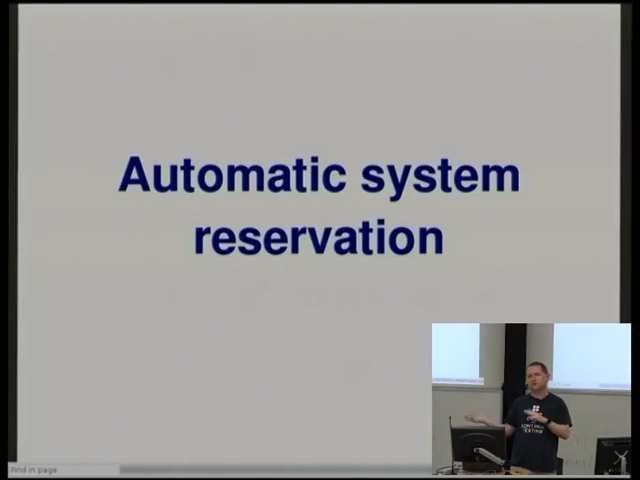 Automatic system
reservation
Find in page